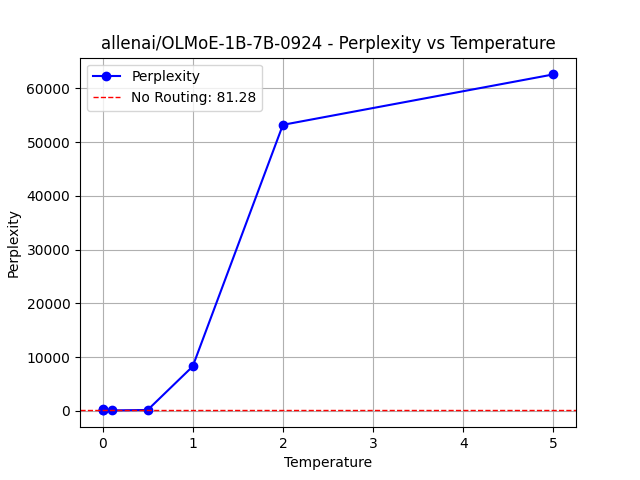 allenai/OLMoE-1B-7B-0924 - Perplexity vs Temperature
Perplexity
No Routing: 81.28
60000
50000
40000
30000
20000
10000
0
Perplexity
0 1 2 3 4 5
Temperature